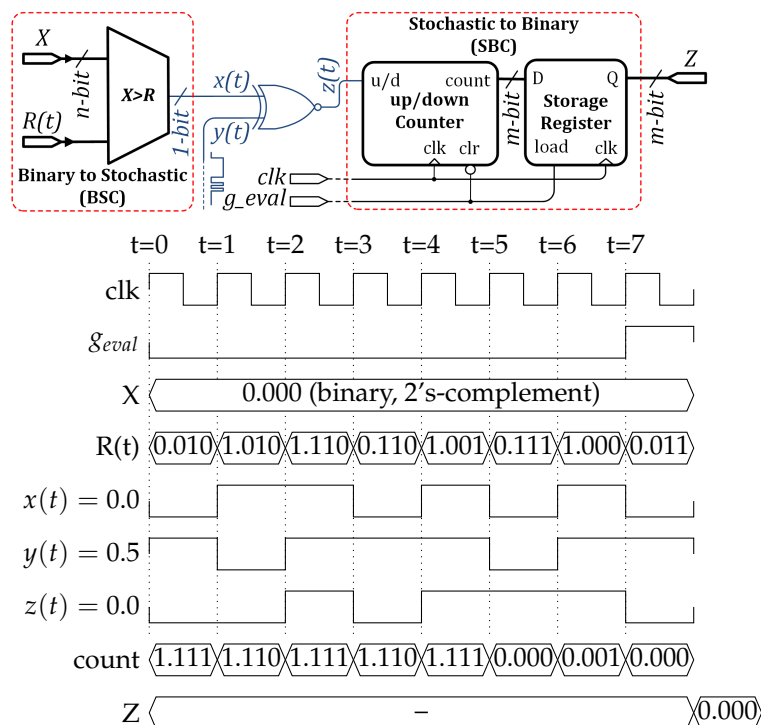 Stochastic to Binary
(SBC)
X
n-bit
R(t)
X>R
1-bit
Binary to Stochastic
(BSC)
x(t)
y(t)
z(t)
u/d count
up/down
Counter
clk clr
m-bit
D Q
Storage
Register
load clk
m-bit
Z
clk
g_eval
t=0 t=1 t=2 t=3 t=4 t=5 t=6 t=7
clk
g_eval
X 0.000 (binary, 2's-complement)
R(t) 0.010 1.010 1.110 0.110 1.001 0.111 1.000 0.011
x(t) = 0.0
y(t) = 0.5
z(t) = 0.0
count 1.111 1.110 1.111 1.110 1.111 0.000 0.001 0.000
Z – 0.000